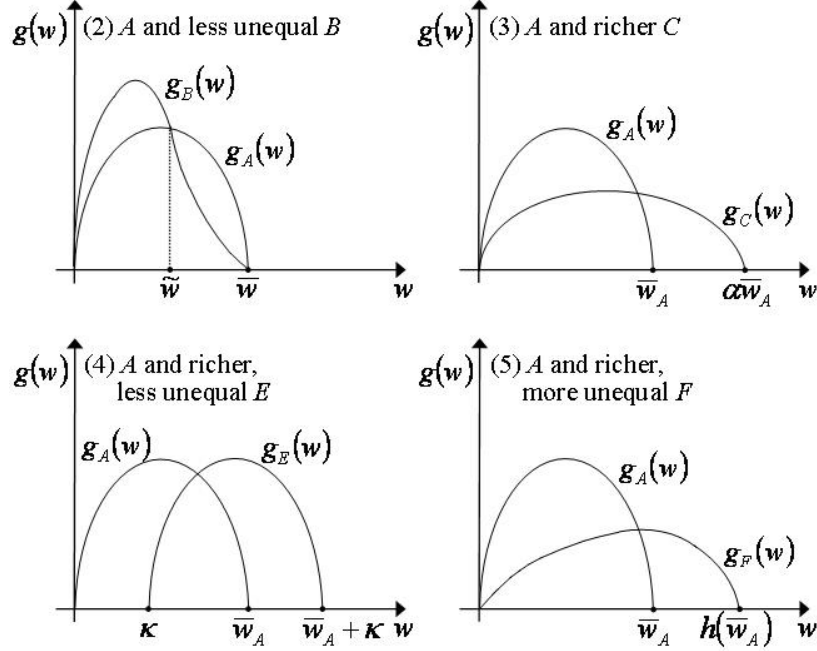 g(w) (2) A and less unequal B
g_B(w)
g_A(w)
w̃ w̅ w
g(w) (3) A and richer C
g_A(w)
g_C(w)
w̅_A αw̅_A w
g(w) (4) A and richer,
less unequal E
g_A(w) g_E(w)
κ w̅_A w̅_A + κ w
g(w) (5) A and richer,
more unequal F
g_A(w)
g_F(w)
w̅_A h(w̅_A) w